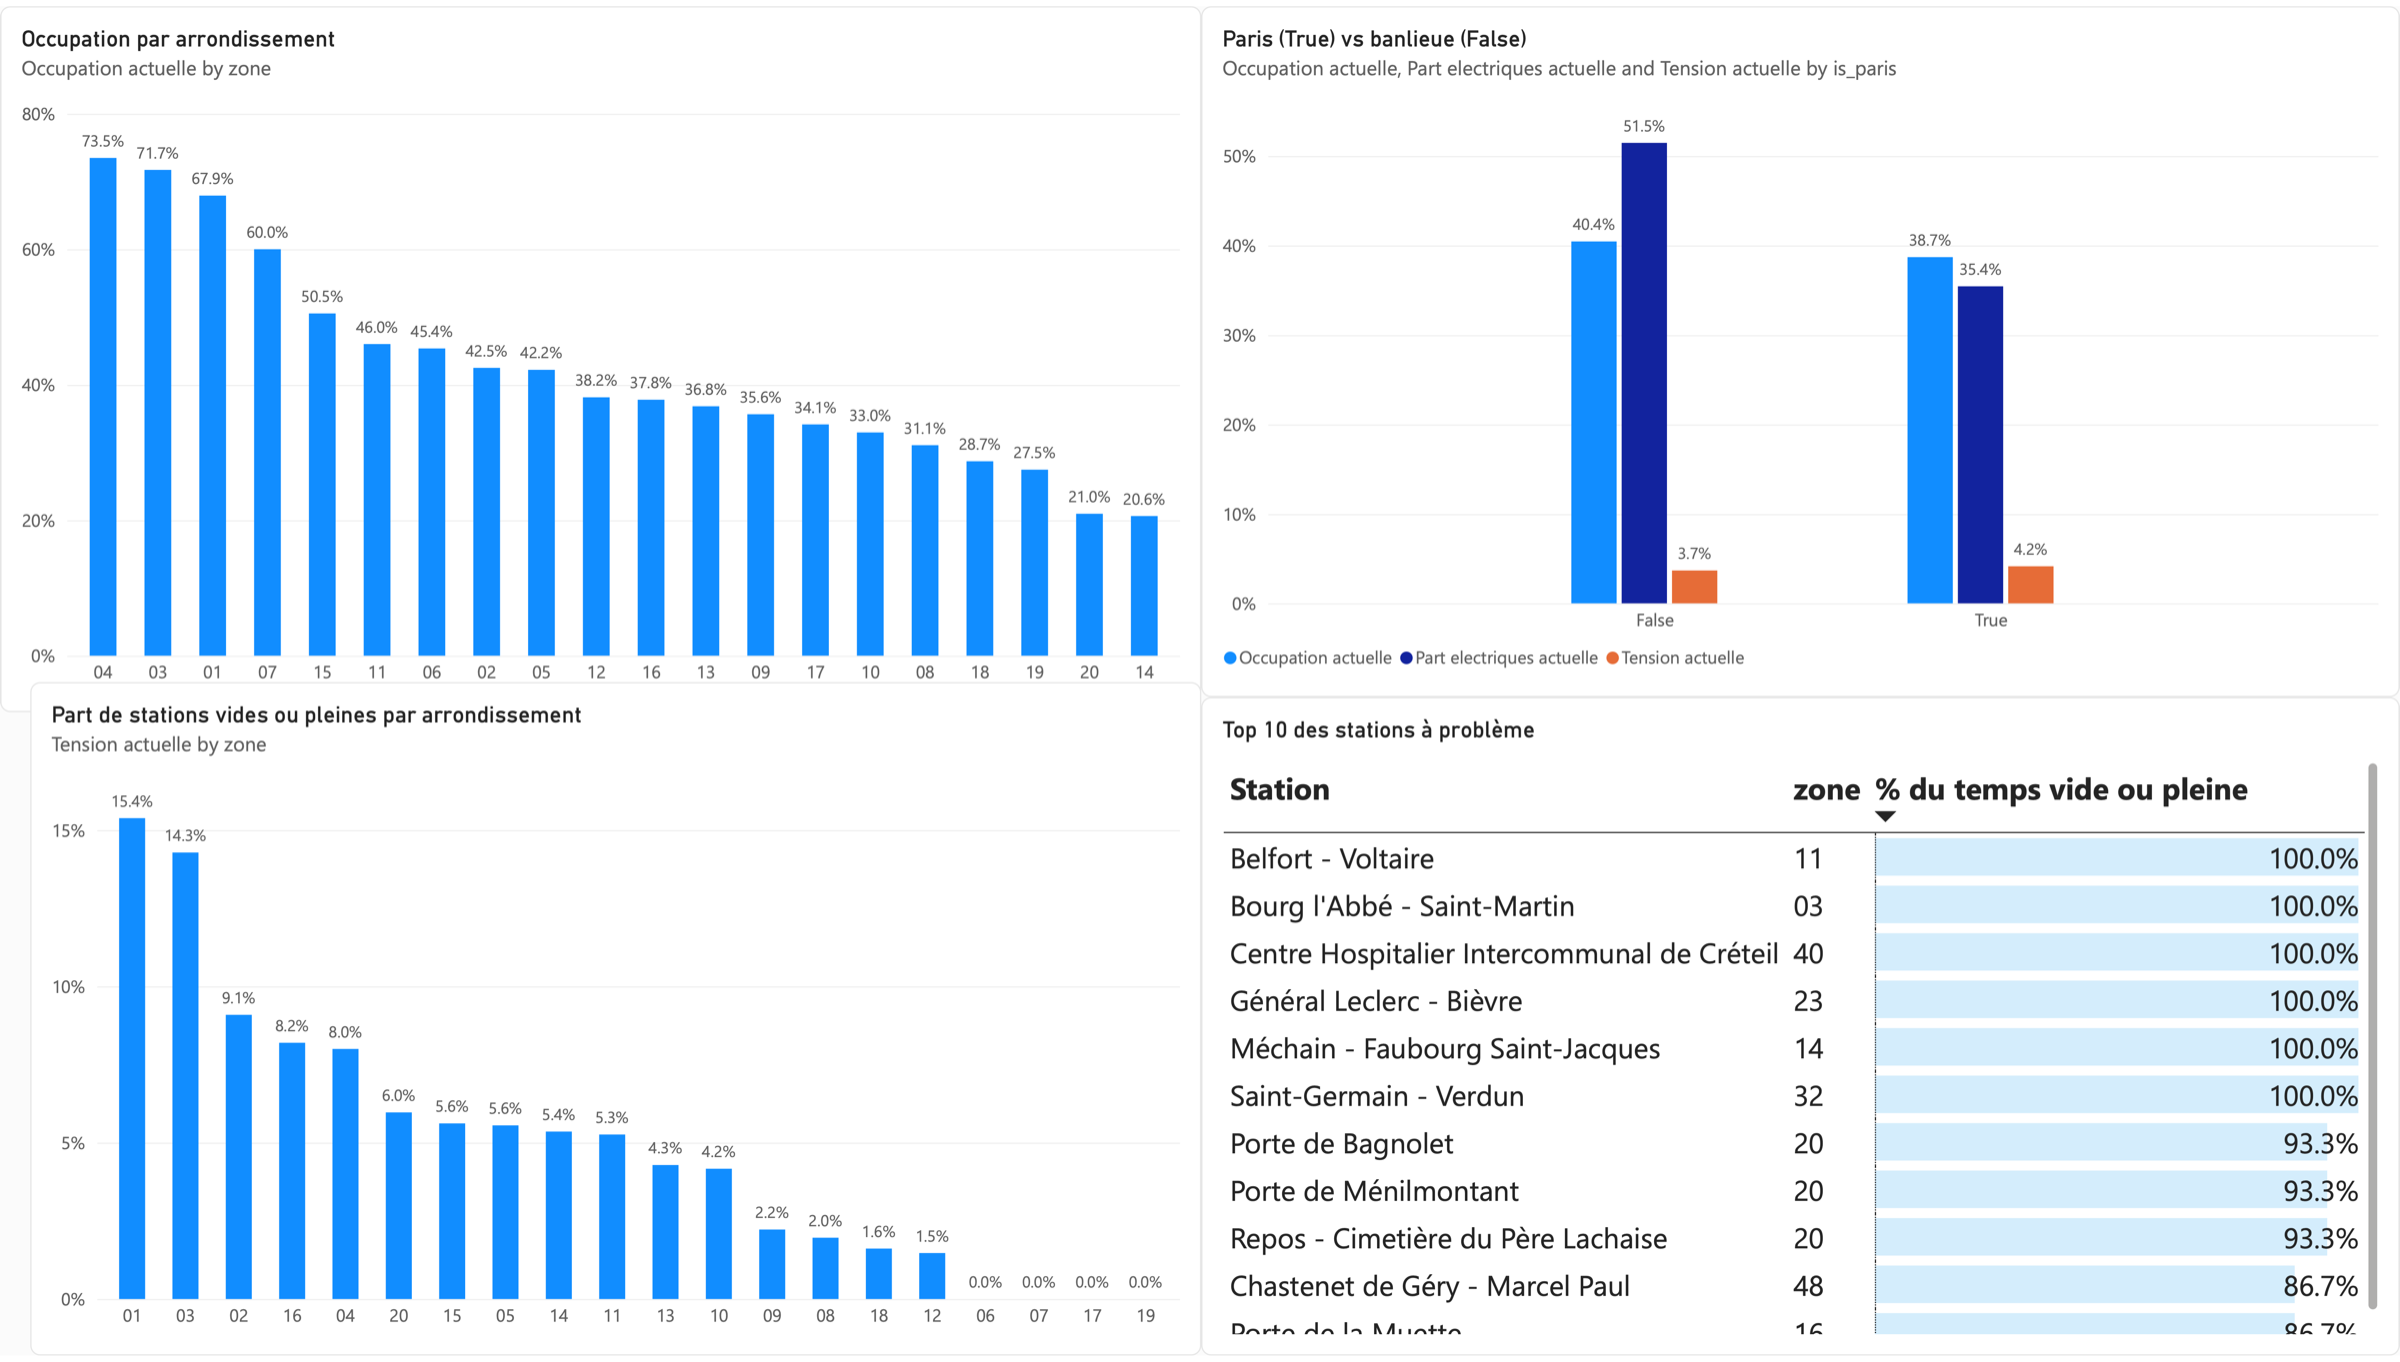 Occupation par arrondissement
Occupation actuelle by zone
80%
60%
40%
20%
0%
73.5% 71.7% 67.9% 60.0% 50.5% 46.0% 45.4% 42.5% 42.2% 38.2% 37.8% 36.8% 35.6% 34.1% 33.0% 31.1% 28.7% 27.5% 21.0% 20.6%
04 03 01 07 15 11 06 02 05 12 16 13 09 17 10 08 18 19 20 14
Paris (True) vs banlieue (False)
Occupation actuelle, Part electriques actuelle and Tension actuelle by is_paris
50%
40%
30%
20%
10%
0%
40.4% 51.5% 3.7% 38.7% 35.4% 4.2%
False True
Occupation actuelle Part electriques actuelle Tension actuelle
Part de stations vides ou pleines par arrondissement
Tension actuelle by zone
15%
10%
5%
0%
15.4% 14.3% 9.1% 8.2% 8.0% 6.0% 5.6% 5.6% 5.4% 5.3% 4.3% 4.2% 2.2% 2.0% 1.6% 1.5% 0.0% 0.0% 0.0% 0.0%
01 03 02 16 04 20 15 05 14 11 13 10 09 08 18 12 06 07 17 19
Top 10 des stations à problème
Station zone % du temps vide ou pleine
Belfort - Voltaire 11 100.0%
Bourg l'Abbé - Saint-Martin 03 100.0%
Centre Hospitalier Intercommunal de Créteil 40 100.0%
Général Leclerc - Bièvre 23 100.0%
Méchain - Faubourg Saint-Jacques 14 100.0%
Saint-Germain - Verdun 32 100.0%
Porte de Bagnolet 20 93.3%
Porte de Ménilmontant 20 93.3%
Repos - Cimetière du Père Lachaise 20 93.3%
Chastenet de Géry - Marcel Paul 48 86.7%
Porte de la Muette 16 86.7%